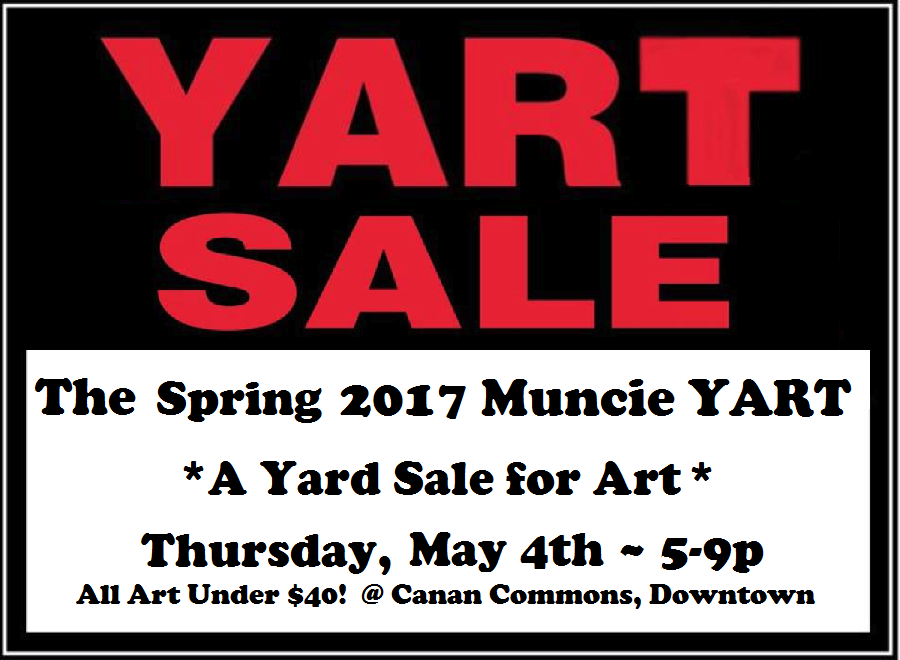 YART
SALE
The Spring 2017 Muncie YART
*A Yard Sale for Art*
Thursday, May 4th ~ 5-9p
All Art Under $40! @ Canan Commons, Downtown